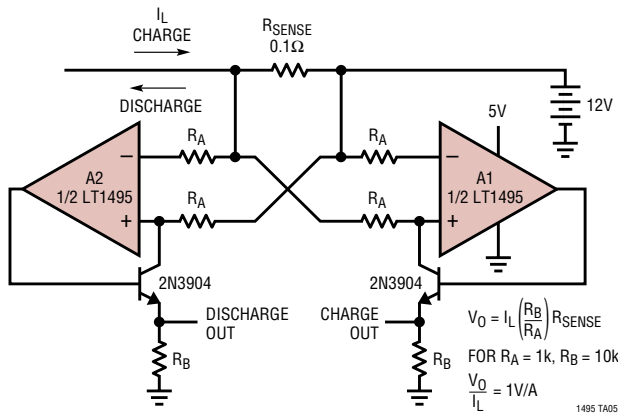 I_L
CHARGE
R_SENSE
0.1Ω
DISCHARGE
12V
5V
R_A
R_A
−
−
A2
1/2 LT1495
A1
1/2 LT1495
+
+
R_A
R_A
2N3904
2N3904
DISCHARGE
OUT
CHARGE
OUT
R_B
R_B
V_O = I_L (R_B/R_A) R_SENSE
FOR R_A = 1k, R_B = 10k
V_O/I_L = 1V/A
1495 TA05